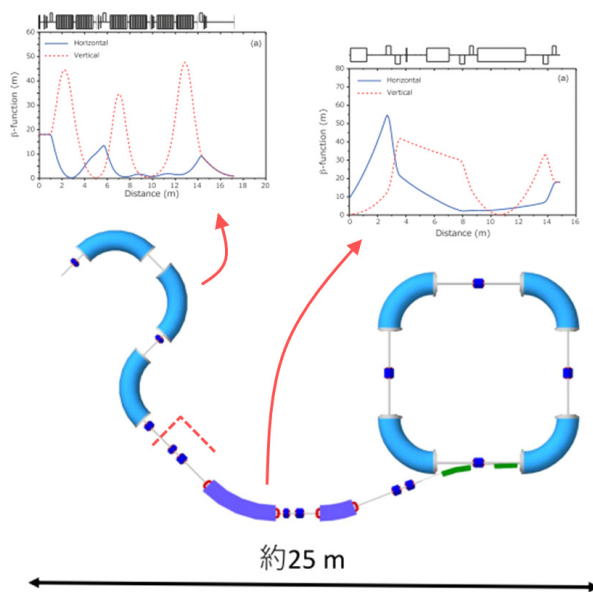 60
50
40
30
20
10
0
β-function (m)
Horizontal
Vertical
(a)
0 2 4 6 8 10 12 14 16 18 20
Distance (m)
80
70
60
50
40
30
20
10
0
β-function (m)
Horizontal
Vertical
(a)
0 2 4 6 8 10 12 14 16
Distance (m)
約25 m